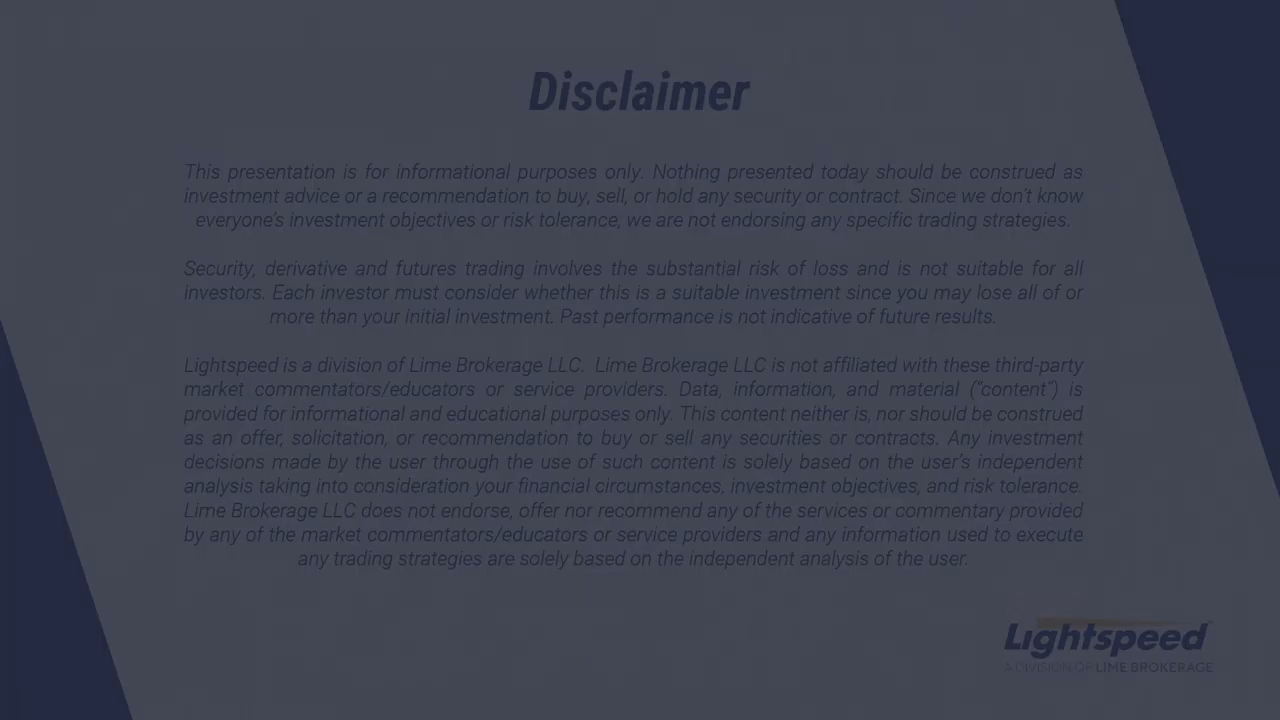 Disclaimer
This presentation is for informational purposes only. Nothing presented today should be construed as
investment advice or a recommendation to buy, sell, or hold any security or contract. Since we don't know
everyone's investment objectives or risk tolerance, we are not endorsing any specific trading strategies.
Security, derivative and futures trading involves the substantial risk of loss and is not suitable for all
investors. Each investor must consider whether this is a suitable investment since you may lose all of or
more than your initial investment. Past performance is not indicative of future results.
Lightspeed is a division of Lime Brokerage LLC. Lime Brokerage LLC is not affiliated with these third-party
market commentators/educators or service providers. Data, information, and material (“content”) is
provided for informational and educational purposes only. This content neither is, nor should be construed
as an offer, solicitation, or recommendation to buy or sell any securities or contracts. Any investment
decisions made by the user through the use of such content is solely based on the user's independent
analysis taking into consideration your financial circumstances, investment objectives, and risk tolerance.
Lime Brokerage LLC does not endorse, offer nor recommend any of the services or commentary provided
by any of the market commentators/educators or service providers and any information used to execute
any trading strategies are solely based on the independent analysis of the user.
Lightspeed
A DIVISION OF LIME BROKERAGE